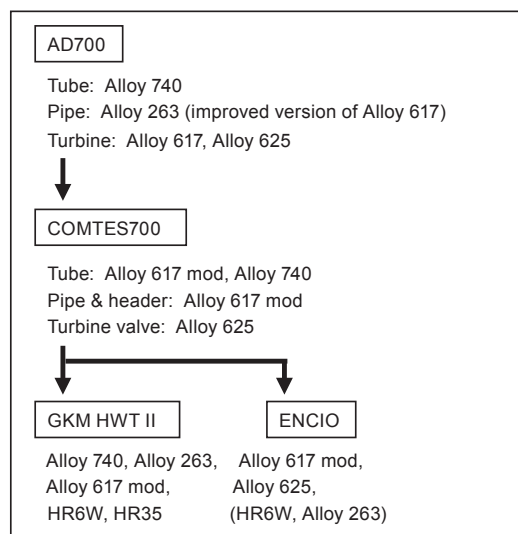 AD700
Tube: Alloy 740
Pipe: Alloy 263 (improved version of Alloy 617)
Turbine: Alloy 617, Alloy 625
COMTES700
Tube: Alloy 617 mod, Alloy 740
Pipe & header: Alloy 617 mod
Turbine valve: Alloy 625
GKM HWT II
Alloy 740, Alloy 263,
Alloy 617 mod,
HR6W, HR35
ENCIO
Alloy 617 mod,
Alloy 625,
(HR6W, Alloy 263)